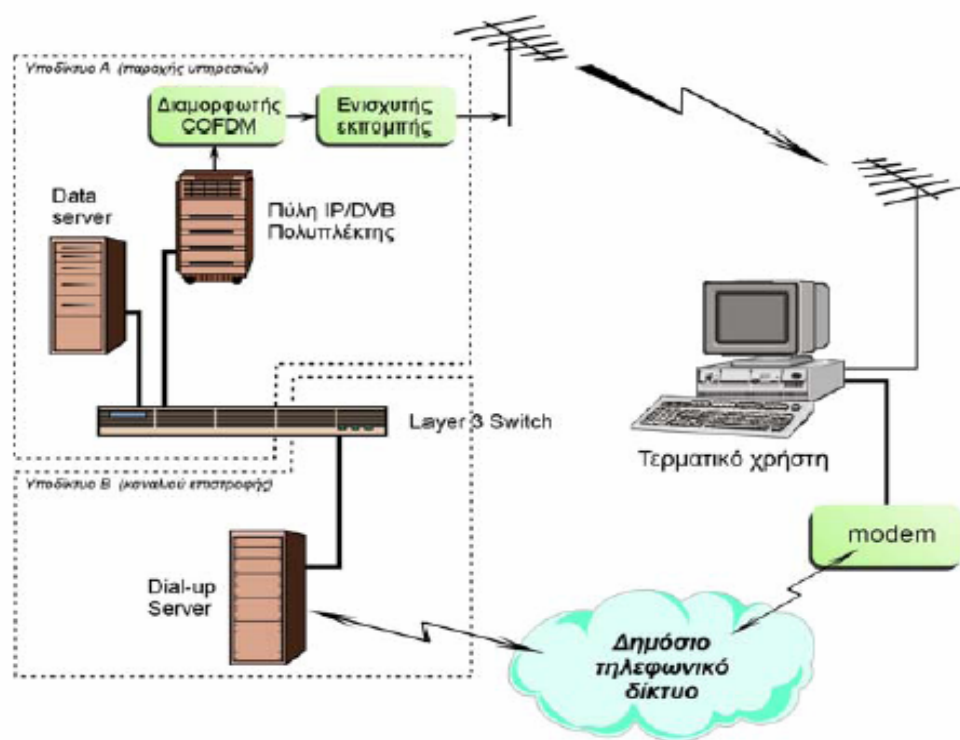 Υποδίκτυο Α (παροχής υπηρεσιών)
Διαμορφωτής
COFDM
Ενισχυτής
εκπομπής
Data
server
Πύλη IP/DVB
Πολυπλέκτης
Layer 3 Switch
Τερματικό χρήστη
Υποδίκτυο Β (καναλιού επιστροφής)
modem
Dial-up
Server
Δημόσιο
τηλεφωνικό
δίκτυο